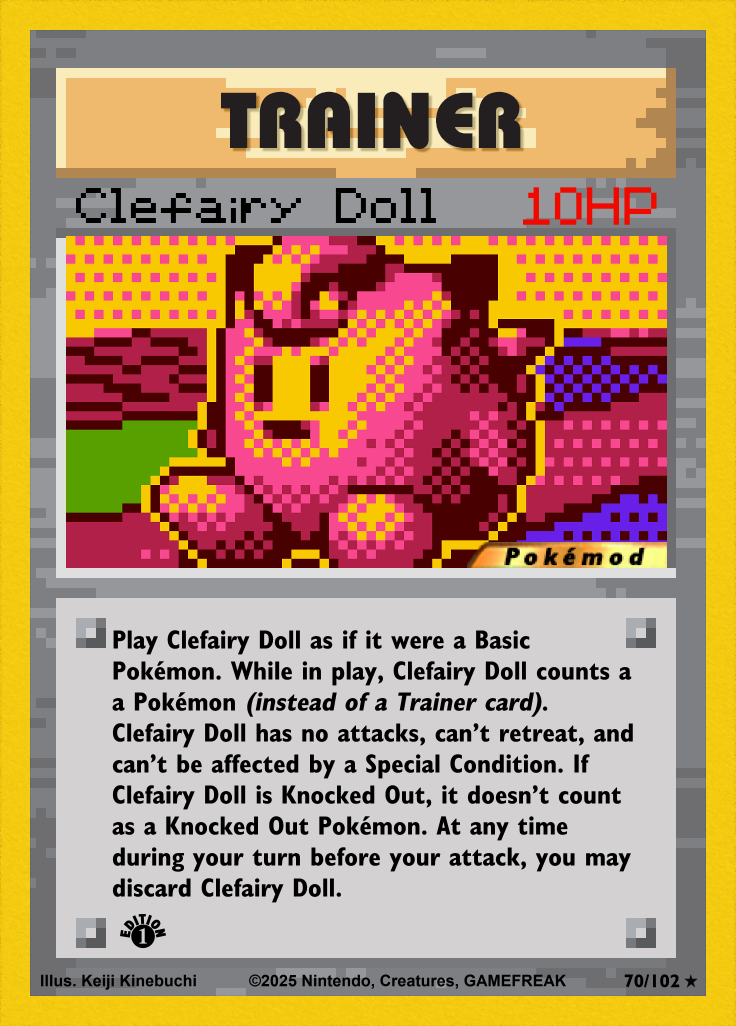 TRAINER
Clefairy Doll 10HP
Pokémod
Play Clefairy Doll as if it were a Basic
Pokémon. While in play, Clefairy Doll counts a
a Pokémon (instead of a Trainer card).
Clefairy Doll has no attacks, can't retreat, and
can't be affected by a Special Condition. If
Clefairy Doll is Knocked Out, it doesn't count
as a Knocked Out Pokémon. At any time
during your turn before your attack, you may
discard Clefairy Doll.
EDITION 1
Illus. Keiji Kinebuchi ©2025 Nintendo, Creatures, GAMEFREAK 70/102 ★